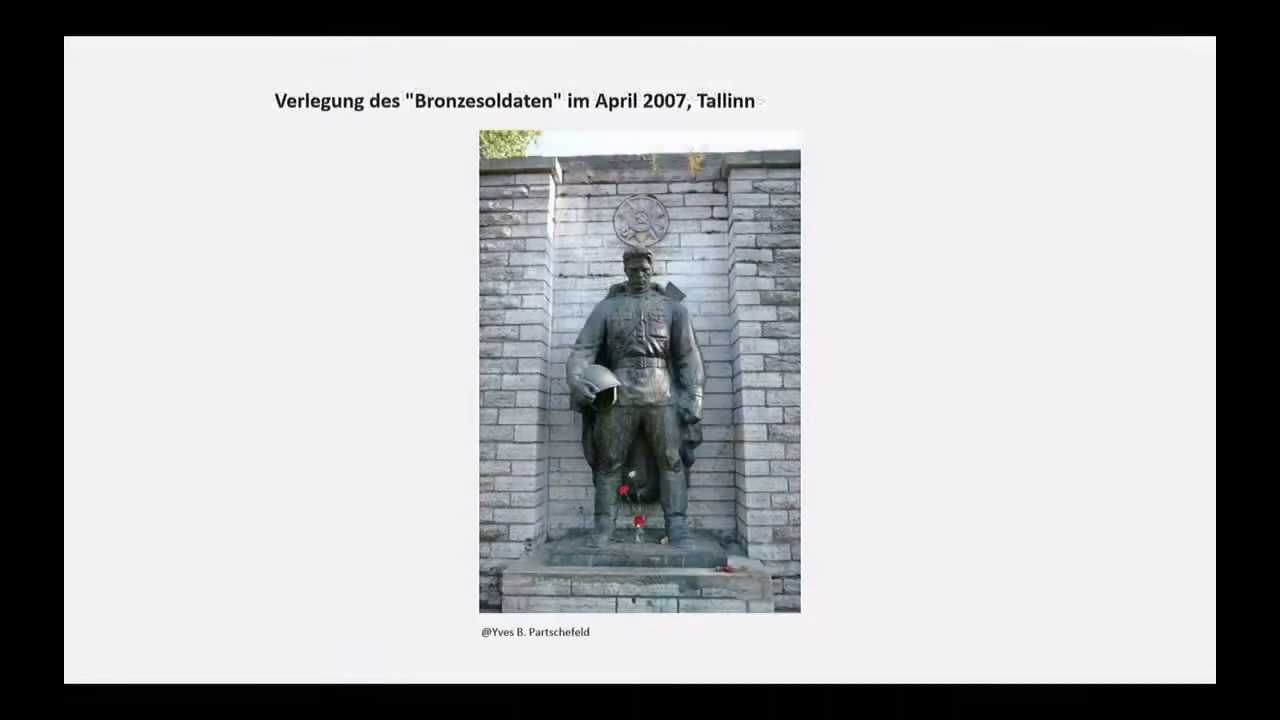 Verlegung des "Bronzesoldaten" im April 2007, Tallinn
@Yves B. Partschefeld